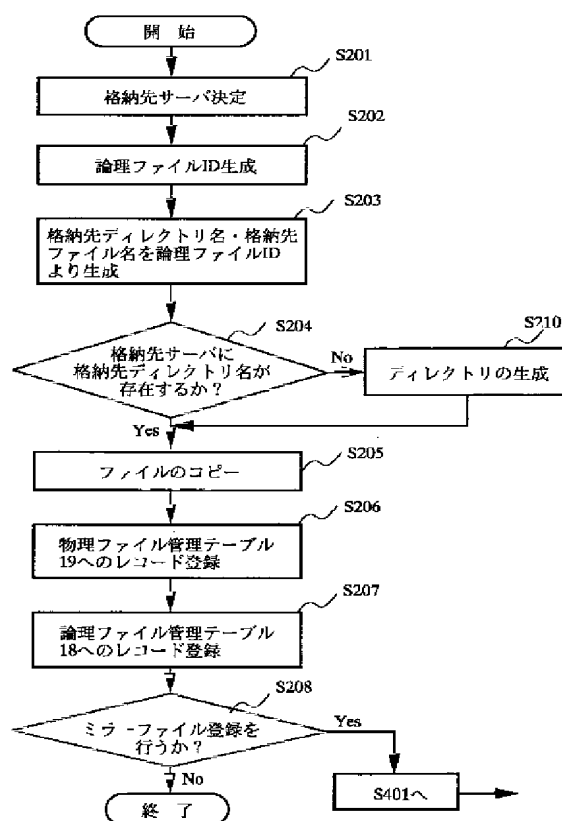 開 始
S201
格納先サーバ決定
S202
論理ファイルID生成
S203
格納先ディレクトリ名・格納先
ファイル名を論理ファイルID
より生成
S204
格納先サーバに
格納先ディレクトリ名が
存在するか？
No
S210
ディレクトリの生成
Yes
ファイルのコピー
S205
S206
物理ファイル管理テーブル
19へのレコード登録
S207
論理ファイル管理テーブル
18へのレコード登録
S208
ミラーファイル登録を
行うか？
Yes
No
S401へ
終 了